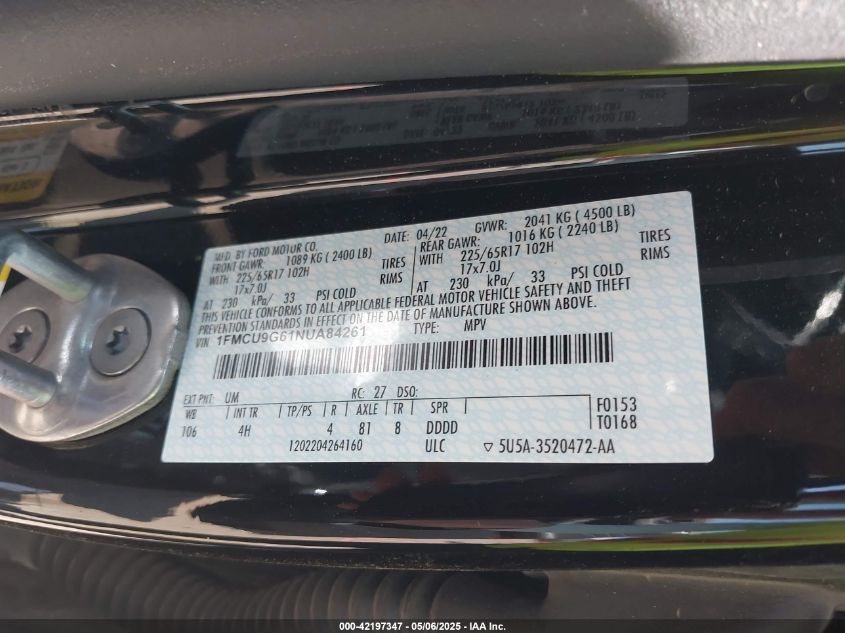 MFD. BY FORD MOTOR CO.
DATE: 04/22 GVWR: 2041 KG ( 4500 LB)
FRONT GAWR: 1089 KG ( 2400 LB) REAR GAWR: 1016 KG ( 2240 LB)
WITH 225/65R17 102H TIRES WITH 225/65R17 102H TIRES
17x7.0J RIMS 17x7.0J RIMS
AT 230 kPa/ 33 PSI COLD AT 230 kPa/ 33 PSI COLD
THIS VEHICLE CONFORMS TO ALL APPLICABLE FEDERAL MOTOR VEHICLE SAFETY AND THEFT
PREVENTION STANDARDS IN EFFECT ON THE DATE OF MANUFACTURE SHOWN ABOVE.
VIN: 1FMCU9G61NUA84261 TYPE: MPV
EXT PNT: UM RC: 27 DSO:
WB INT TR TP/PS R AXLE TR SPR F0153
106 4H 4 81 8 DDDD T0168
1202204264160 ULC 5U5A-3520472-AA
000-42197347 - 05/06/2025 - IAA Inc.